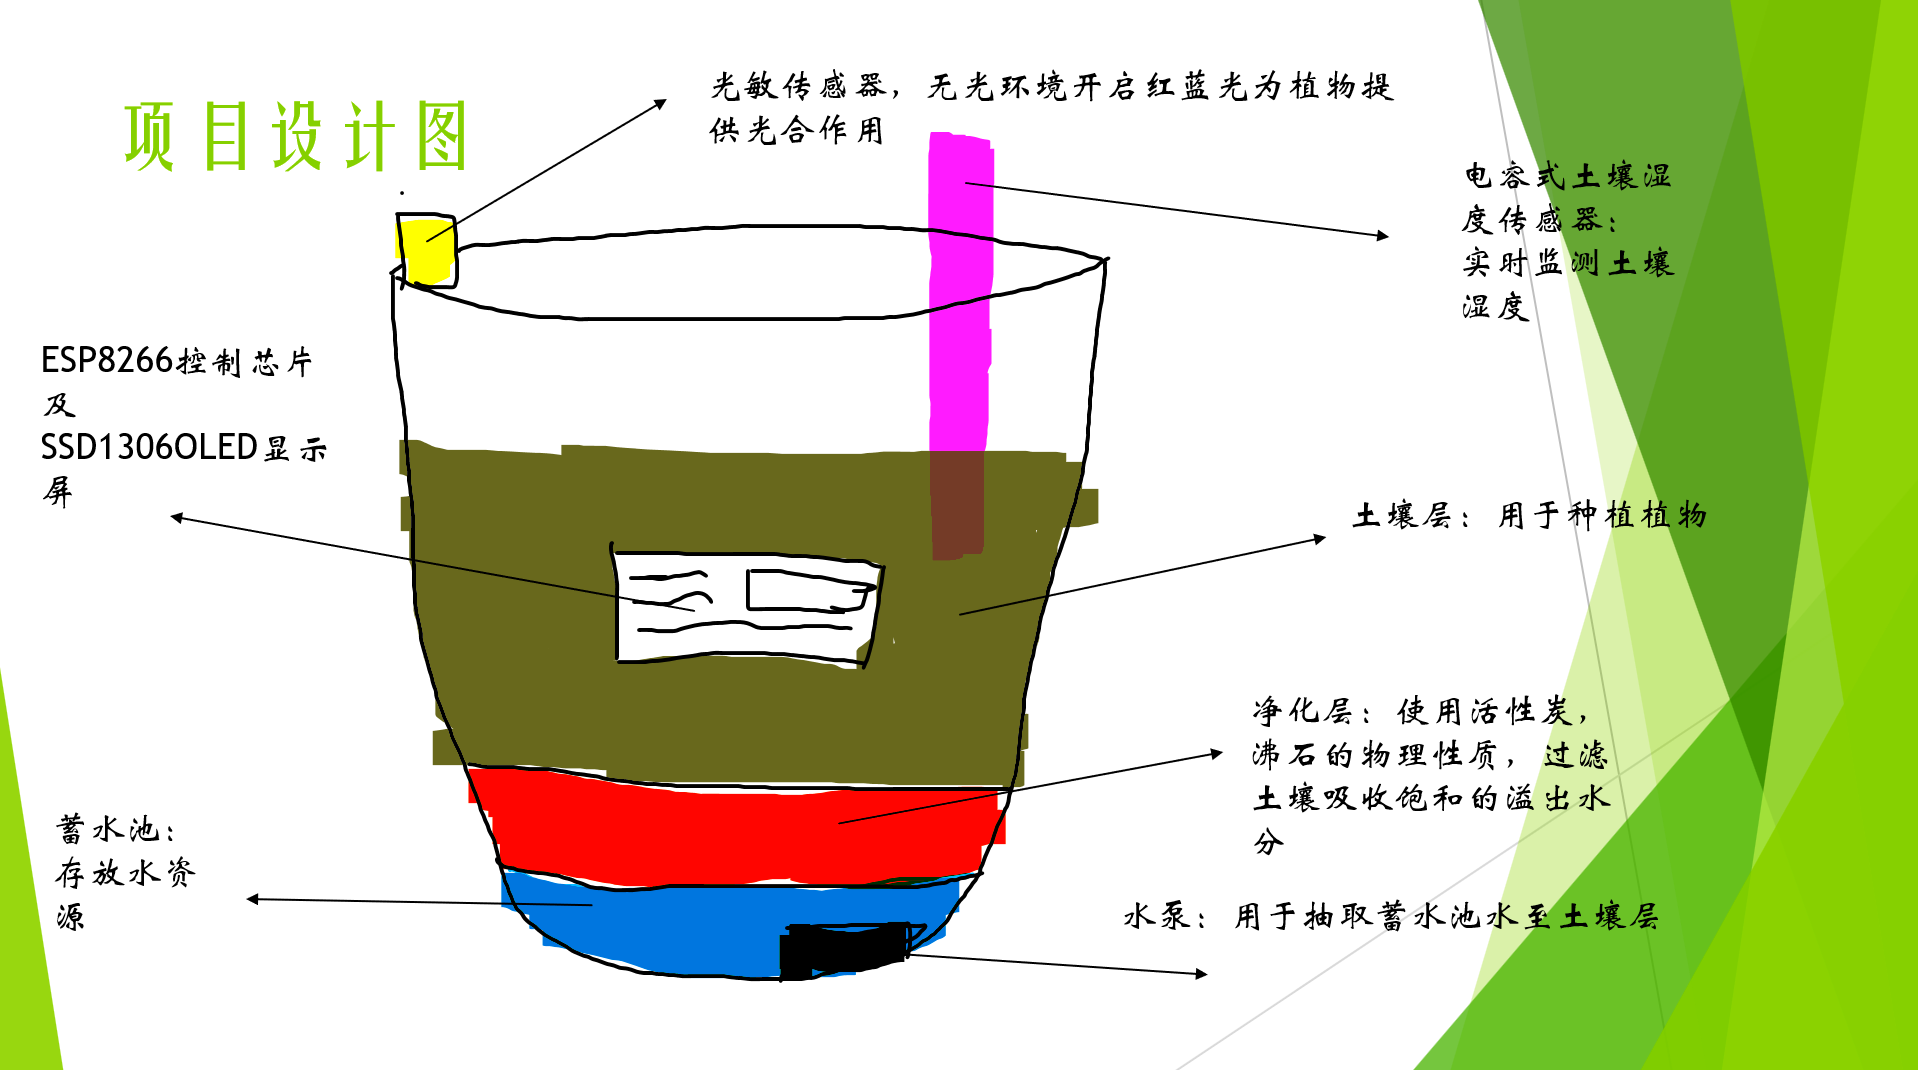 项目设计图
光敏传感器，无光环境开启红蓝光为植物提
供光合作用
电容式土壤湿
度传感器：
实时监测土壤
湿度
ESP8266控制芯片
及
SSD1306OLED显示
屏
土壤层：用于种植植物
净化层：使用活性炭，
沸石的物理性质，过滤
土壤吸收饱和的溢出水
分
蓄水池：
存放水资
源
水泵：用于抽取蓄水池水至土壤层